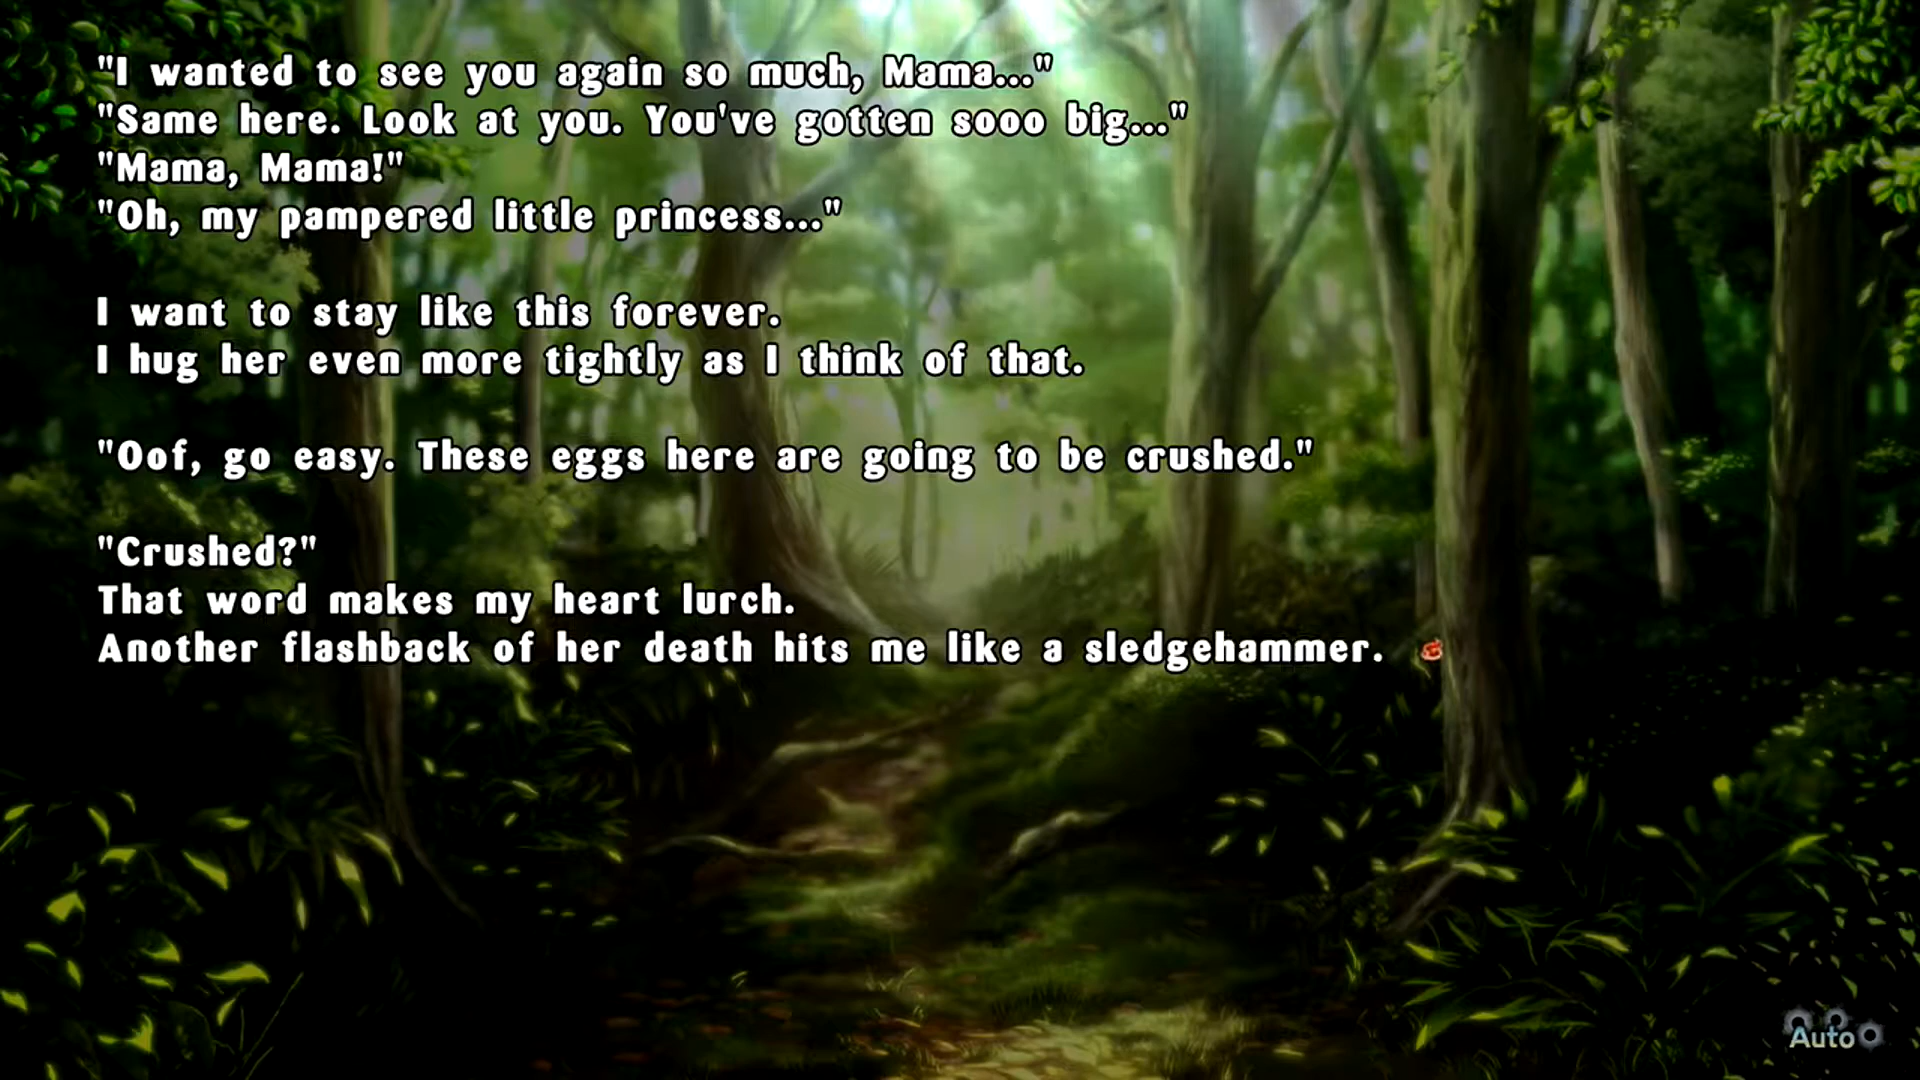 "I wanted to see you again so much, Mama..."
"Same here. Look at you. You've gotten sooo big..."
"Mama, Mama!"
"Oh, my pampered little princess..."
I want to stay like this forever.
I hug her even more tightly as I think of that.
"Oof, go easy. These eggs here are going to be crushed."
"Crushed?"
That word makes my heart lurch.
Another flashback of her death hits me like a sledgehammer.
Auto